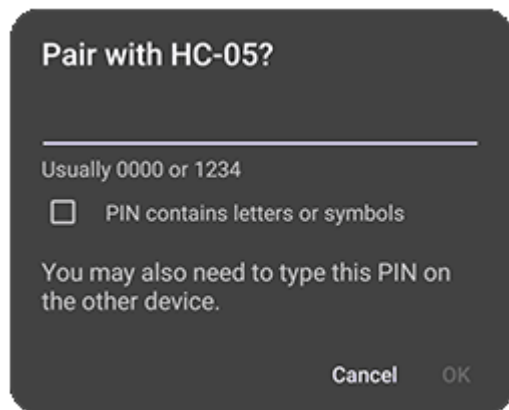 Pair with HC-05?
Usually 0000 or 1234
PIN contains letters or symbols
You may also need to type this PIN on
the other device.
Cancel OK